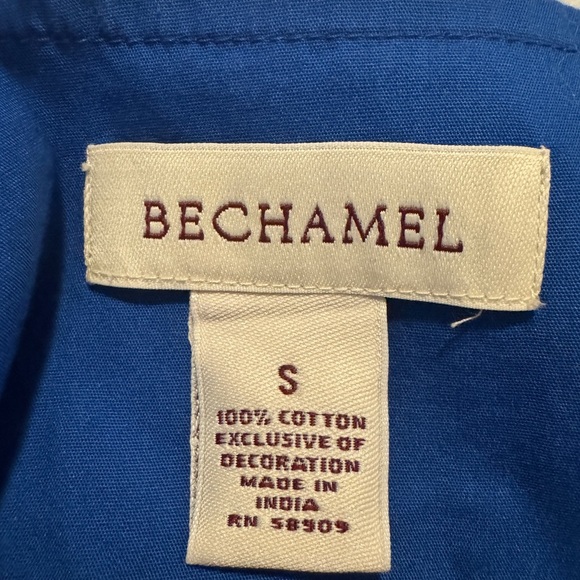 BECHAMEL
S
100% COTTON
EXCLUSIVE OF
DECORATION
MADE IN
INDIA
RN 58909